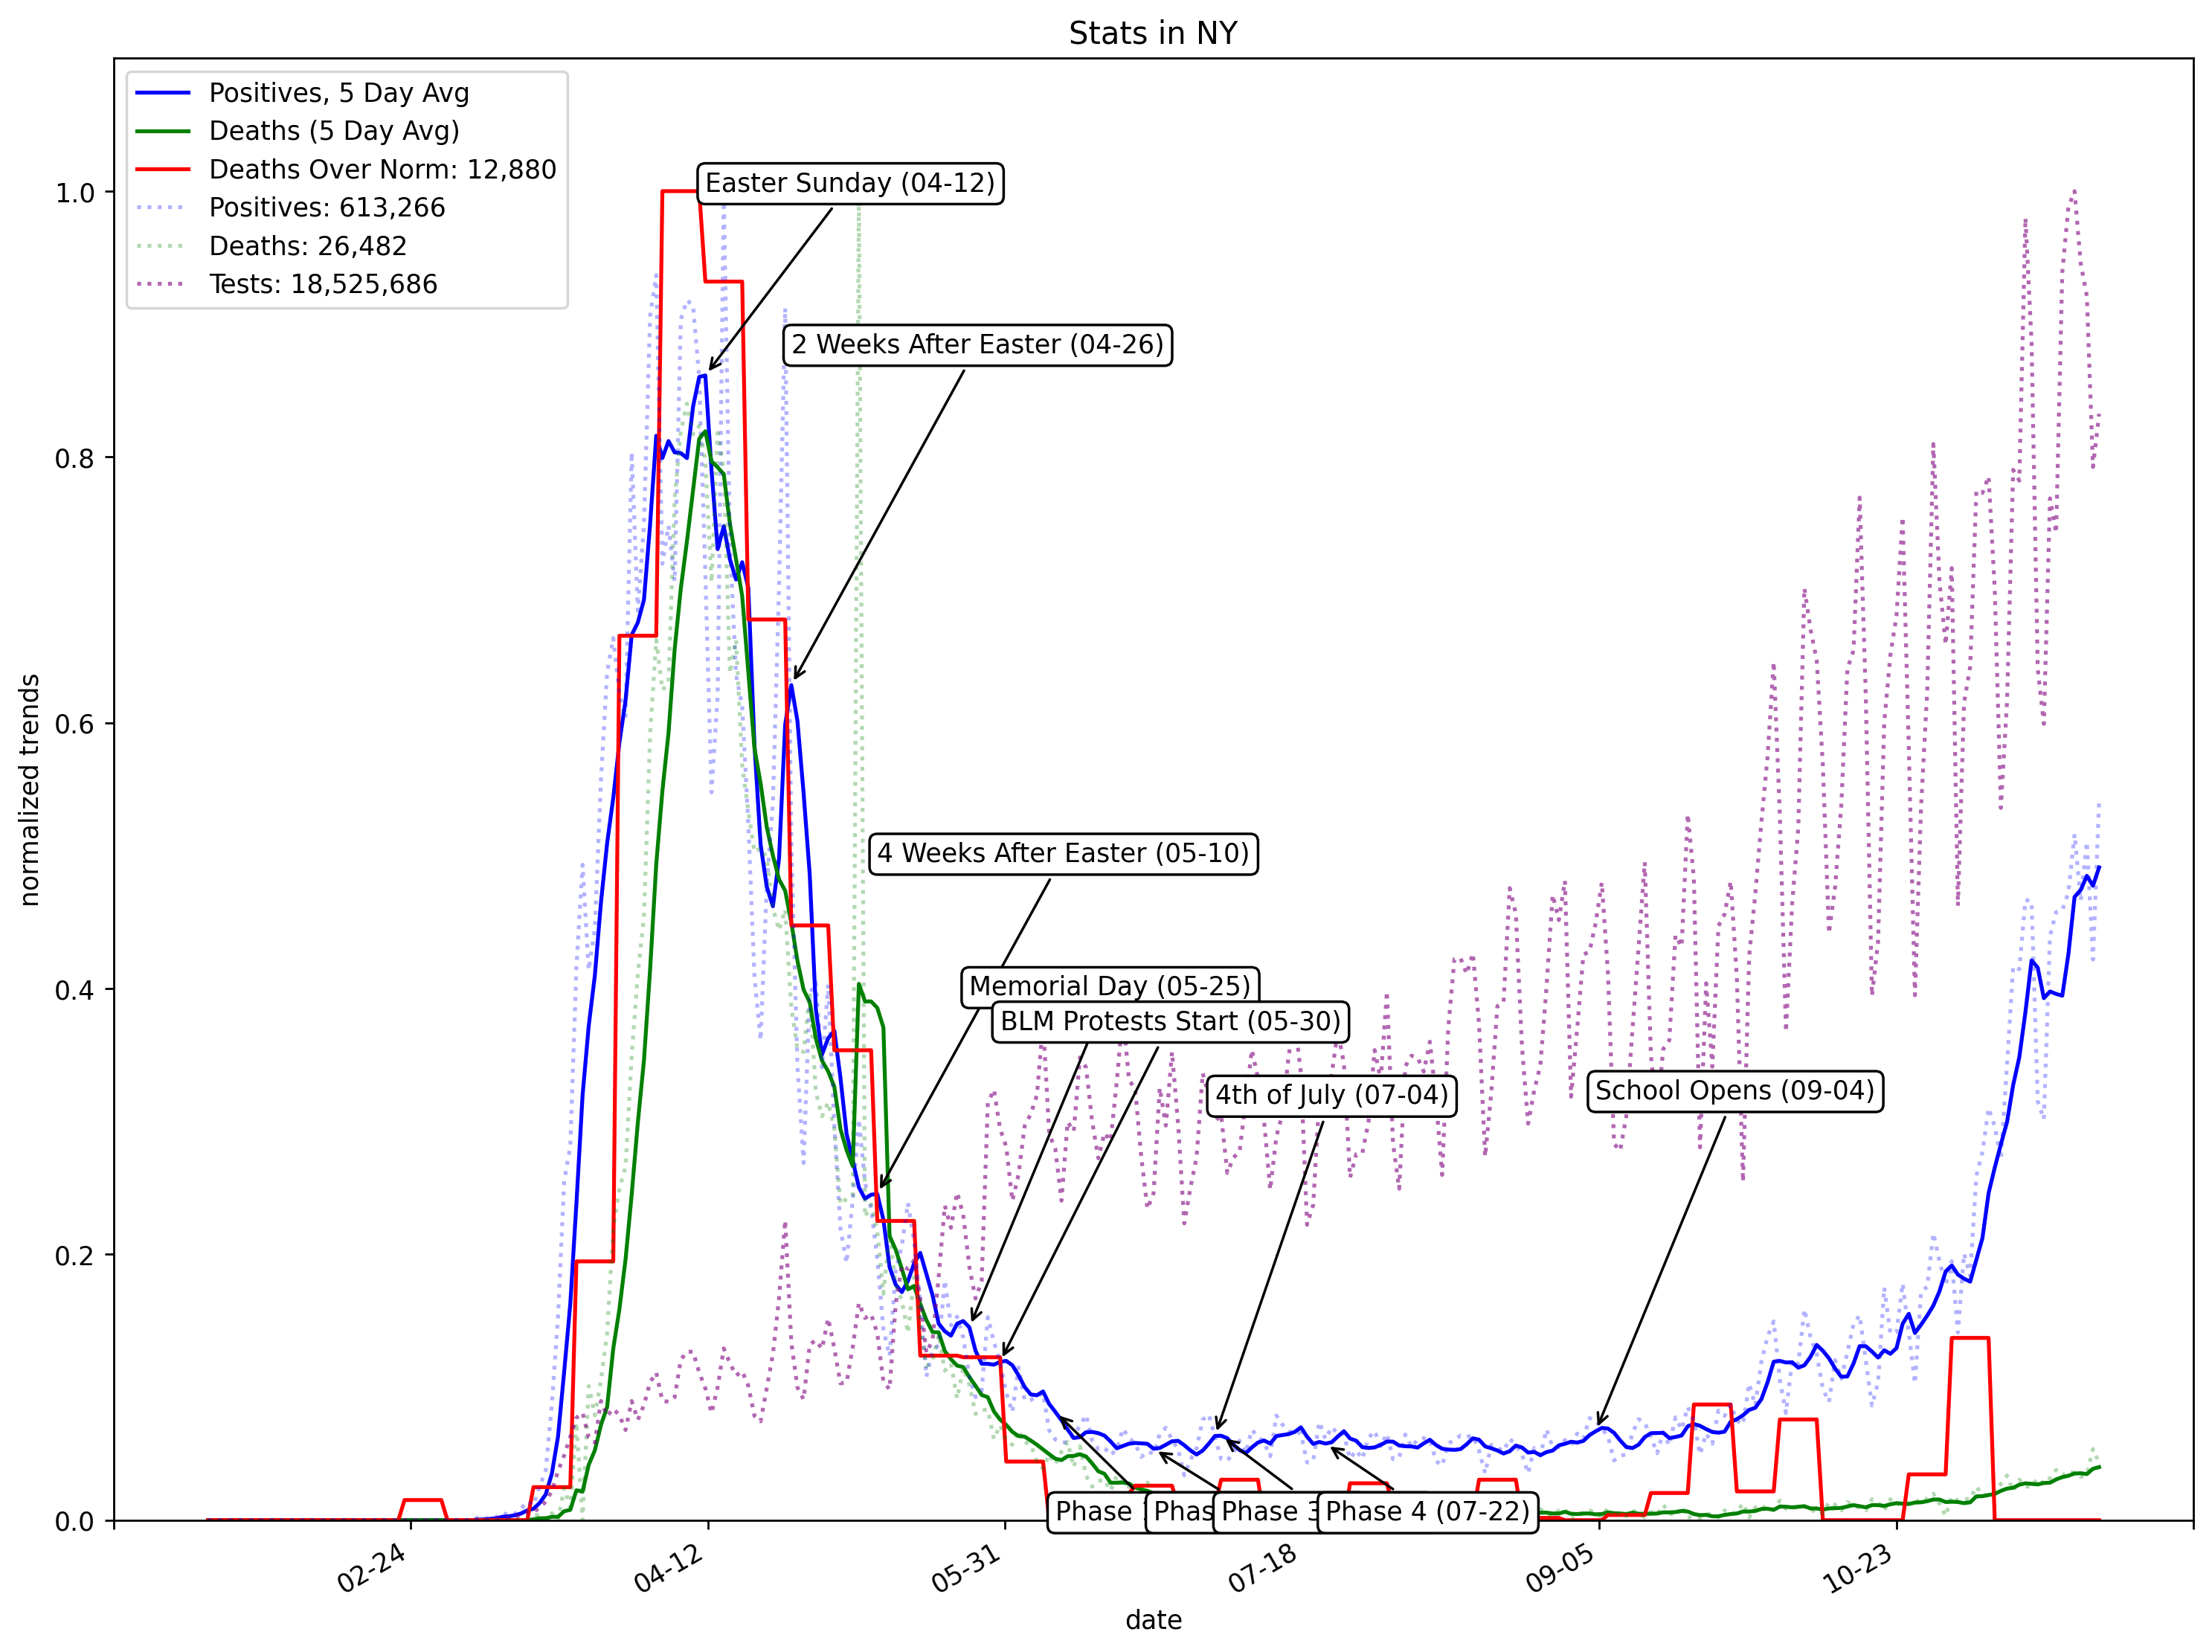 Stats in NY
Positives, 5 Day Avg
Deaths (5 Day Avg)
Deaths Over Norm: 12,880
Positives: 613,266
Deaths: 26,482
Tests: 18,525,686
Easter Sunday (04-12)
2 Weeks After Easter (04-26)
4 Weeks After Easter (05-10)
Memorial Day (05-25)
BLM Protests Start (05-30)
4th of July (07-04)
School Opens (09-04)
Phase
Phas
Phase 3
Phase 4 (07-22)
normalized trends
1.0
0.8
0.6
0.4
0.2
0.0
02-24
04-12
05-31
07-18
09-05
10-23
date